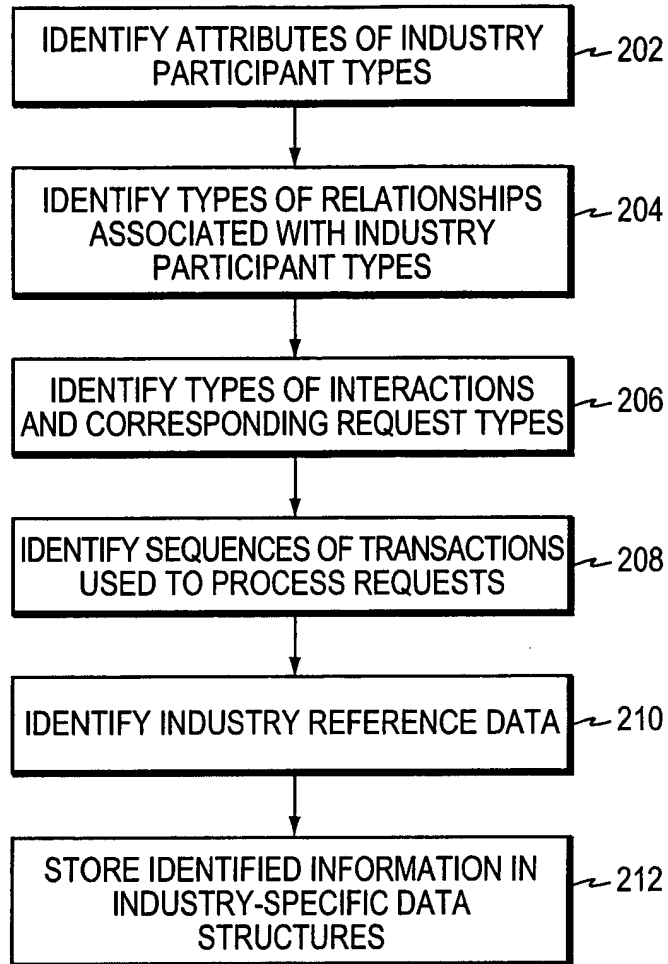 IDENTIFY ATTRIBUTES OF INDUSTRY
PARTICIPANT TYPES
202
IDENTIFY TYPES OF RELATIONSHIPS
ASSOCIATED WITH INDUSTRY
PARTICIPANT TYPES
204
IDENTIFY TYPES OF INTERACTIONS
AND CORRESPONDING REQUEST TYPES
206
IDENTIFY SEQUENCES OF TRANSACTIONS
USED TO PROCESS REQUESTS
208
IDENTIFY INDUSTRY REFERENCE DATA
210
STORE IDENTIFIED INFORMATION IN
INDUSTRY-SPECIFIC DATA
STRUCTURES
212